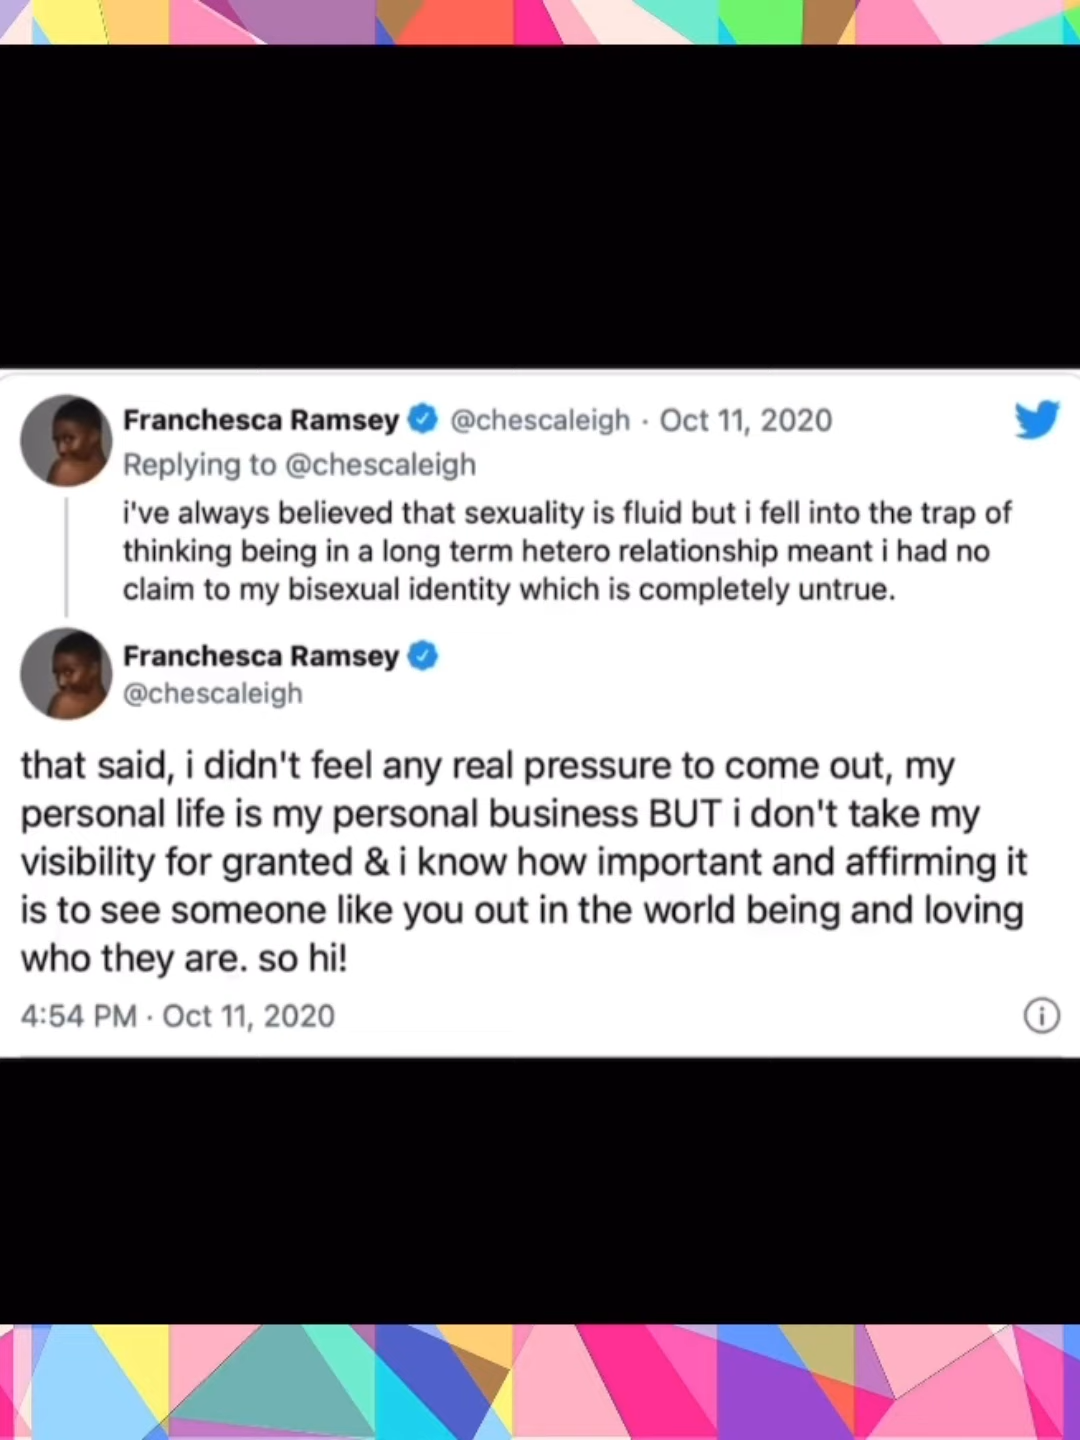 Franchesca Ramsey @chescaleigh · Oct 11, 2020
Replying to @chescaleigh
i've always believed that sexuality is fluid but i fell into the trap of
thinking being in a long term hetero relationship meant i had no
claim to my bisexual identity which is completely untrue.
Franchesca Ramsey
@chescaleigh
that said, i didn't feel any real pressure to come out, my
personal life is my personal business BUT i don't take my
visibility for granted & i know how important and affirming it
is to see someone like you out in the world being and loving
who they are. so hi!
4:54 PM · Oct 11, 2020